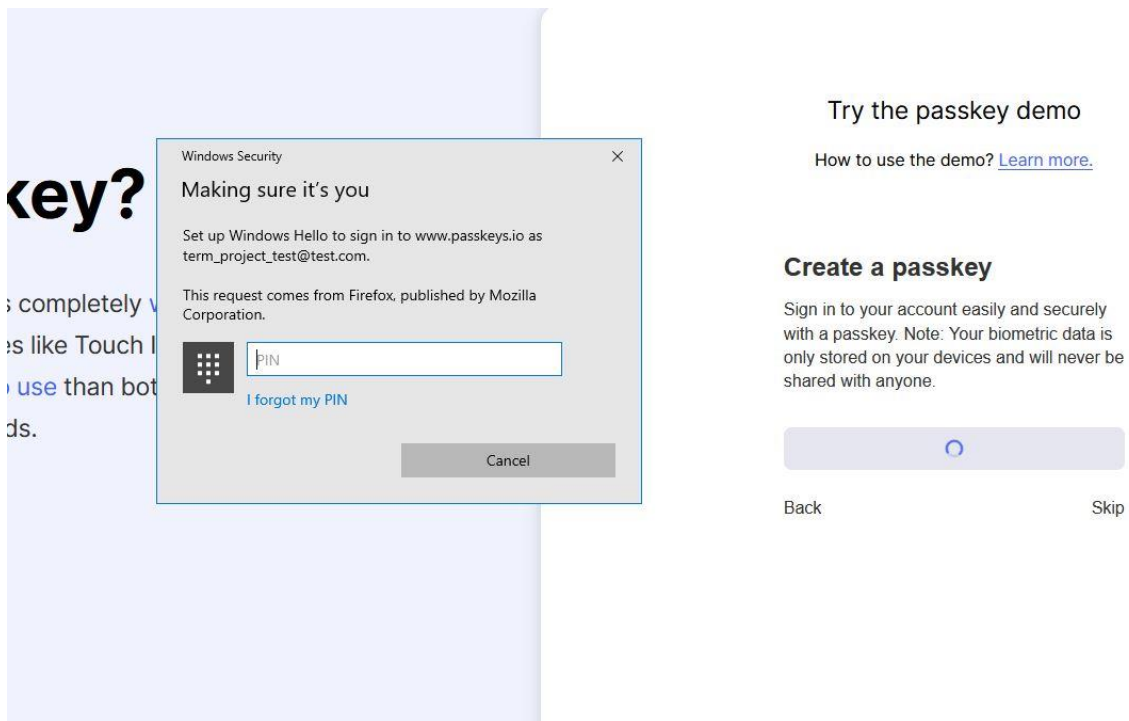 key?
s completely
es like Touch I
use than bot
ds.
Windows Security
Making sure it's you
Set up Windows Hello to sign in to www.passkeys.io as
term_project_test@test.com.
This request comes from Firefox, published by Mozilla
Corporation.
PIN
I forgot my PIN
Cancel
Try the passkey demo
How to use the demo? Learn more.
Create a passkey
Sign in to your account easily and securely
with a passkey. Note: Your biometric data is
only stored on your devices and will never be
shared with anyone.
Back
Skip